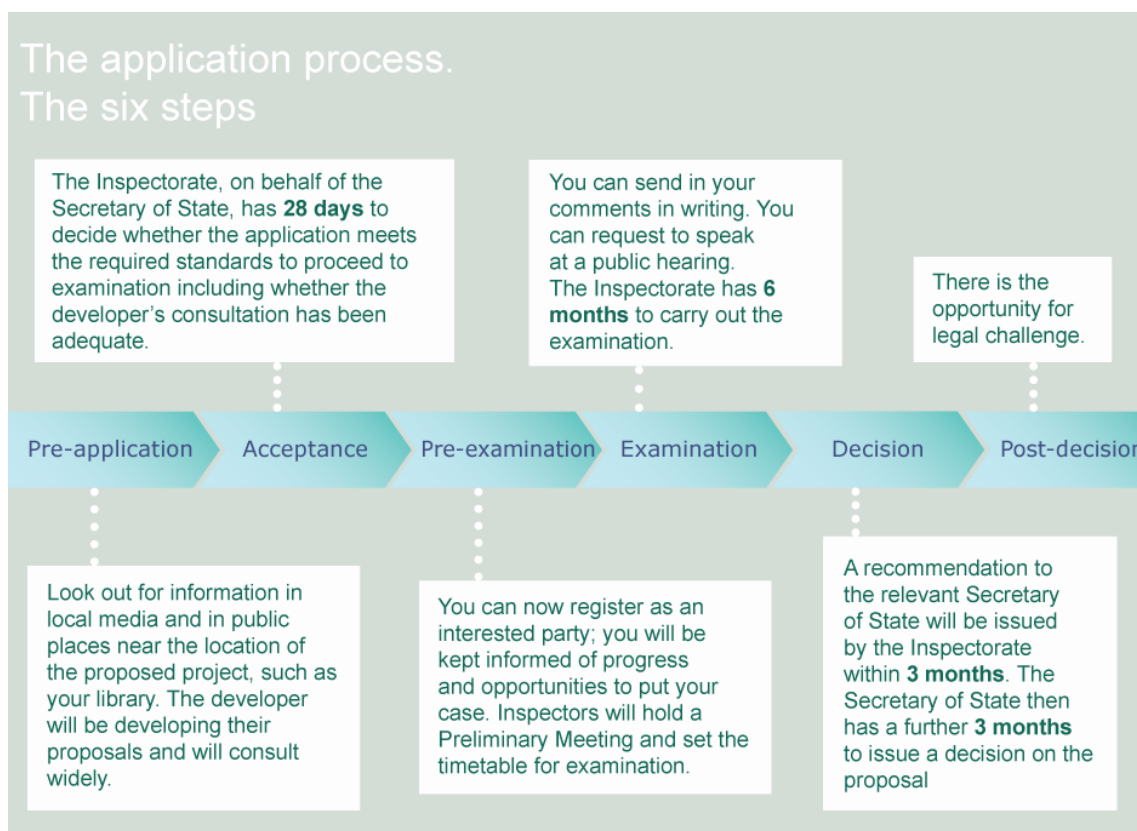 The application process.
The six steps
The Inspectorate, on behalf of the
Secretary of State, has 28 days to
decide whether the application meets
the required standards to proceed to
examination including whether the
developer's consultation has been
adequate.
You can send in your
comments in writing. You
can request to speak
at a public hearing.
The Inspectorate has 6
months to carry out the
examination.
There is the
opportunity for
legal challenge.
Pre-application
Acceptance
Pre-examination
Examination
Decision
Post-decision
Look out for information in
local media and in public
places near the location of
the proposed project, such as
your library. The developer
will be developing their
proposals and will consult
widely.
You can now register as an
interested party; you will be
kept informed of progress
and opportunities to put your
case. Inspectors will hold a
Preliminary Meeting and set the
timetable for examination.
A recommendation to
the relevant Secretary
of State will be issued
by the Inspectorate
within 3 months. The
Secretary of State then
has a further 3 months
to issue a decision on the
proposal